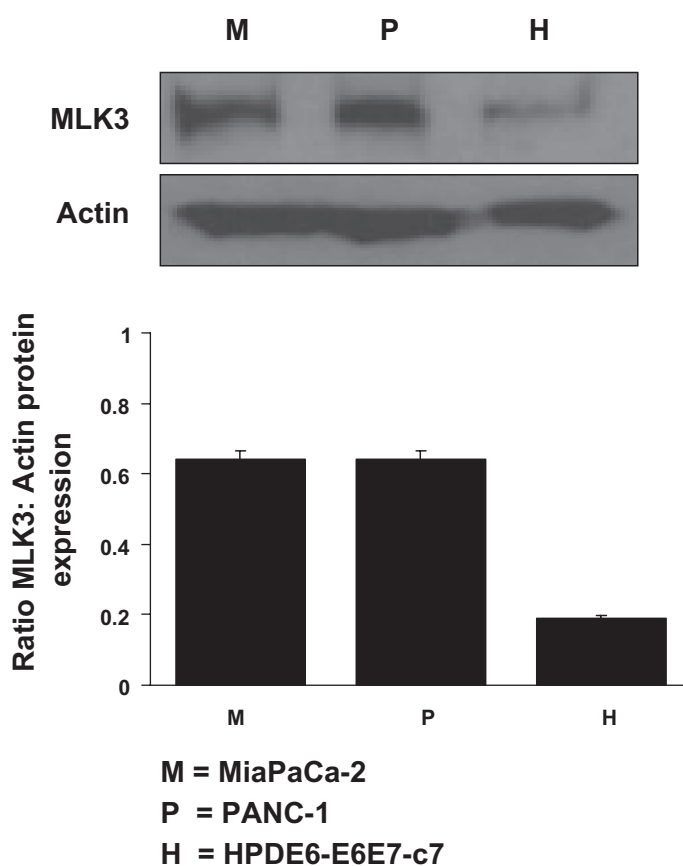 M P H
MLK3
Actin
Ratio MLK3: Actin protein
expression
1
0.8
0.6
0.4
0.2
0
M P H
M = MiaPaCa-2
P = PANC-1
H = HPDE6-E6E7-c7